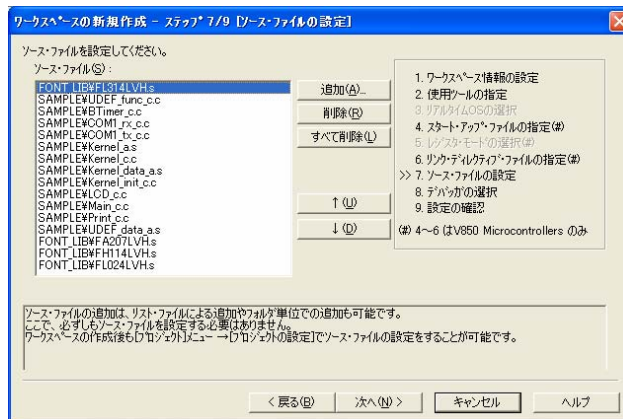 ワークスペースの新規作成 - ステップ 7/9 [ソース・ファイルの設定]
ソース・ファイルを設定してください。
ソース・ファイル(S) :
FONT_LIB¥FL314LVH.s
SAMPLE¥UDEF_func_c.c
SAMPLE¥BTimer_c.c
SAMPLE¥COM1_rx_c.c
SAMPLE¥COM1_tx_c.c
SAMPLE¥Kernel_a.s
SAMPLE¥Kernel_c.c
SAMPLE¥Kernel_data_a.s
SAMPLE¥Kernel_init_c.c
SAMPLE¥LCD_c.c
SAMPLE¥Main_c.c
SAMPLE¥Print_c.c
SAMPLE¥UDEF_data_a.s
FONT_LIB¥FA207LVH.s
FONT_LIB¥FH114LVH.s
FONT_LIB¥FL024LVH.s
追加(A)...
削除(R)
すべて削除(L)
↑(U)
↓(D)
1. ワークスペース情報の設定
2. 使用ツールの指定
3. リアルタイムOSの選択
4. スタート・アップ・ファイルの指定(#)
5. レジスタ・モードの選択(#)
6. リンク・ディレクティブ・ファイルの指定(#)
>> 7. ソース・ファイルの設定
8. デバッガの選択
9. 設定の確認
(#) 4～6 はV850 Microcontrollers のみ
ソース・ファイルの追加は、リスト・ファイルによる追加やフォルダ単位での追加も可能です。
ここで、必ずしもソース・ファイルを設定する必要はありません。
ワークスペースの作成後も[プロジェクト]メニュー →[プロジェクトの設定]でソース・ファイルの設定をすることが可能です。
< 戻る(B)
次へ(N) >
キャンセル
ヘルプ